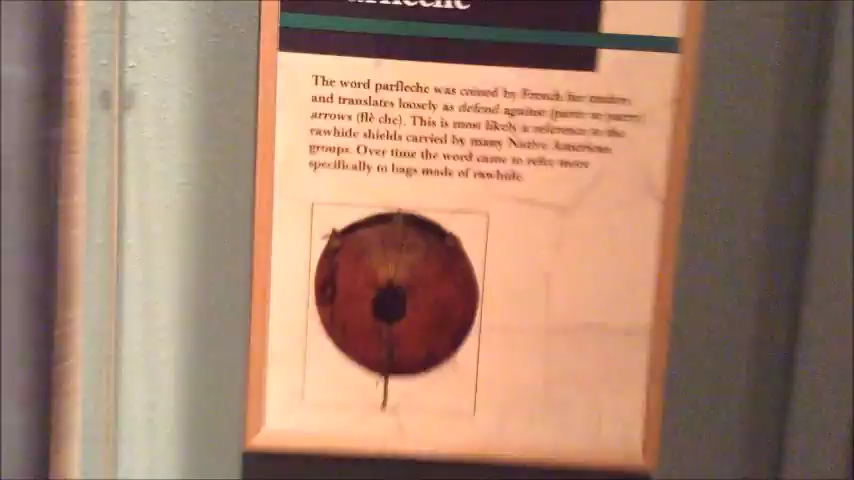 arfleche
The word parfleche was coined by French fur traders
and translates loosely as defend against (parer or parer)
arrows (flè che). This is most likely a reference to the
rawhide shields carried by many Native American
groups. Over time the word came to refer more
specifically to bags made of rawhide.